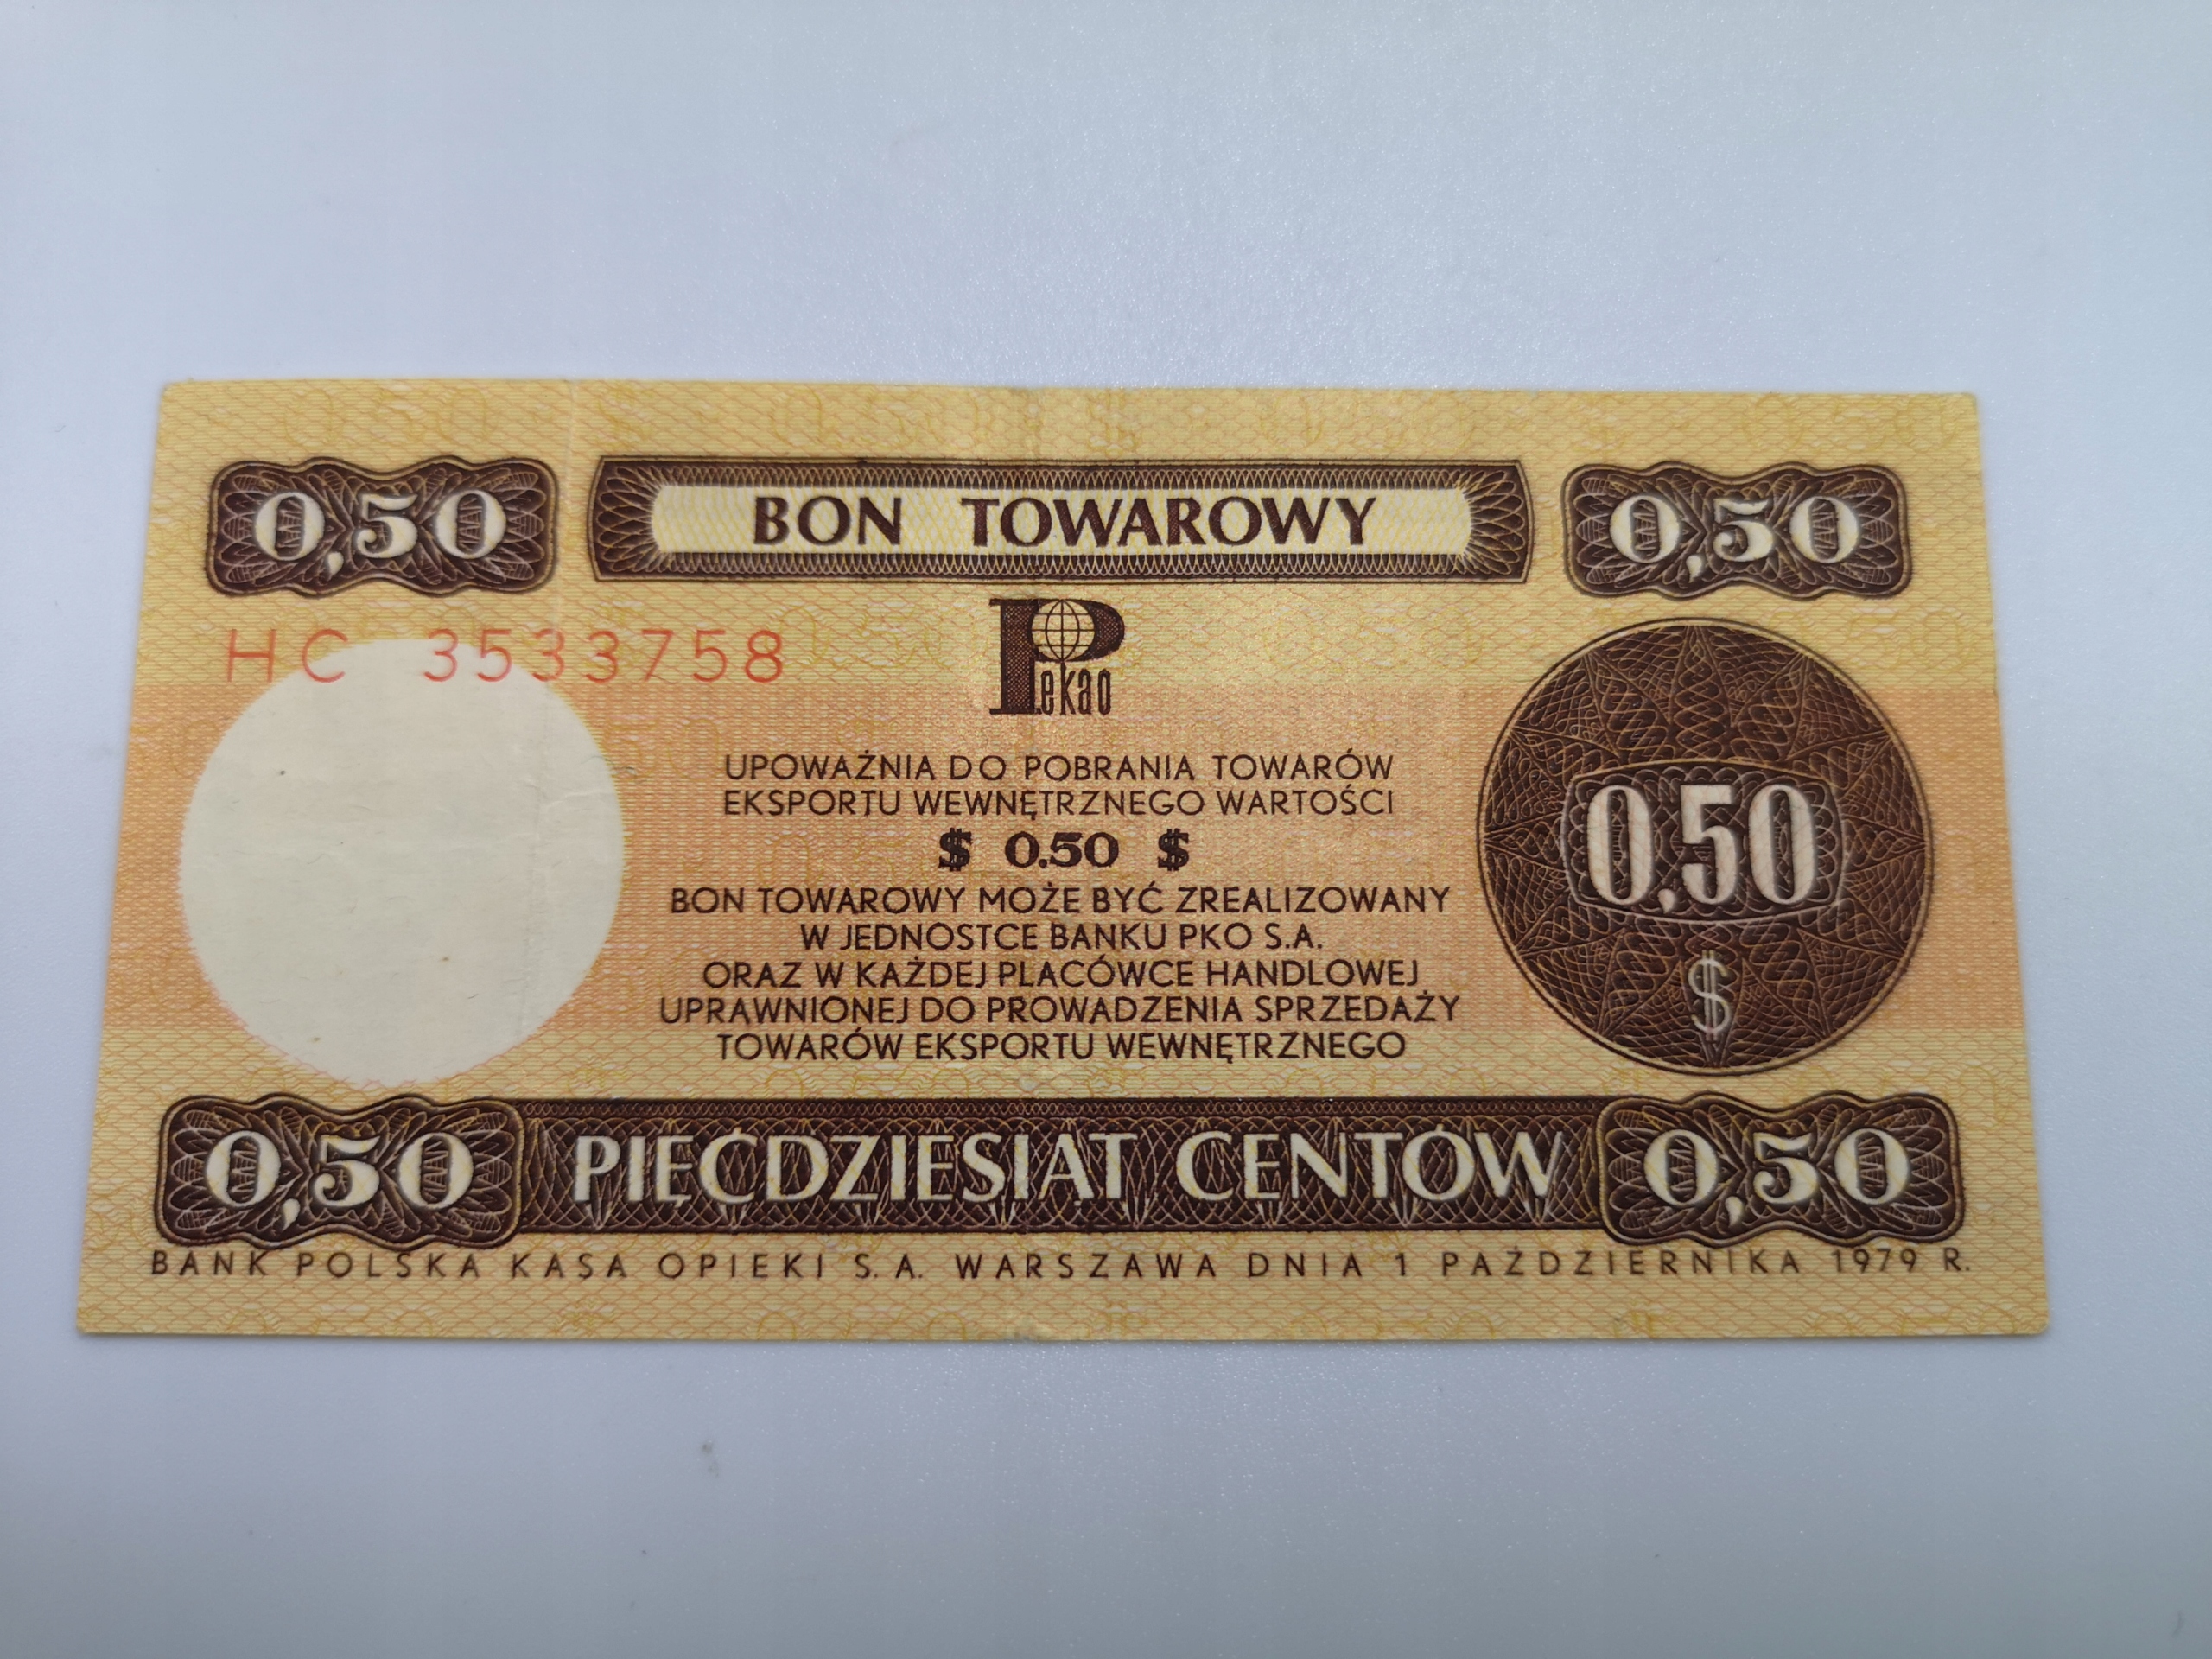 0,50 BON TOWAROWY 0,50
HC 3533758
Pekao
UPOWAŻNIA DO POBRANIA TOWARÓW
EKSPORTU WEWNĘTRZNEGO WARTOŚCI
$ 0.50 $
BON TOWAROWY MOŻE BYĆ ZREALIZOWANY
W JEDNOSTCE BANKU PKO S.A.
ORAZ W KAŻDEJ PLACÓWCE HANDLOWEJ
UPRAWNIONEJ DO PROWADZENIA SPRZEDAŻY
TOWARÓW EKSPORTU WEWNĘTRZNEGO
0,50
$
0,50 PIĘĆDZIESIĄT CENTÓW 0,50
BANK POLSKA KASA OPIEKI S.A. WARSZAWA DNIA 1 PAŹDZIERNIKA 1979 R.